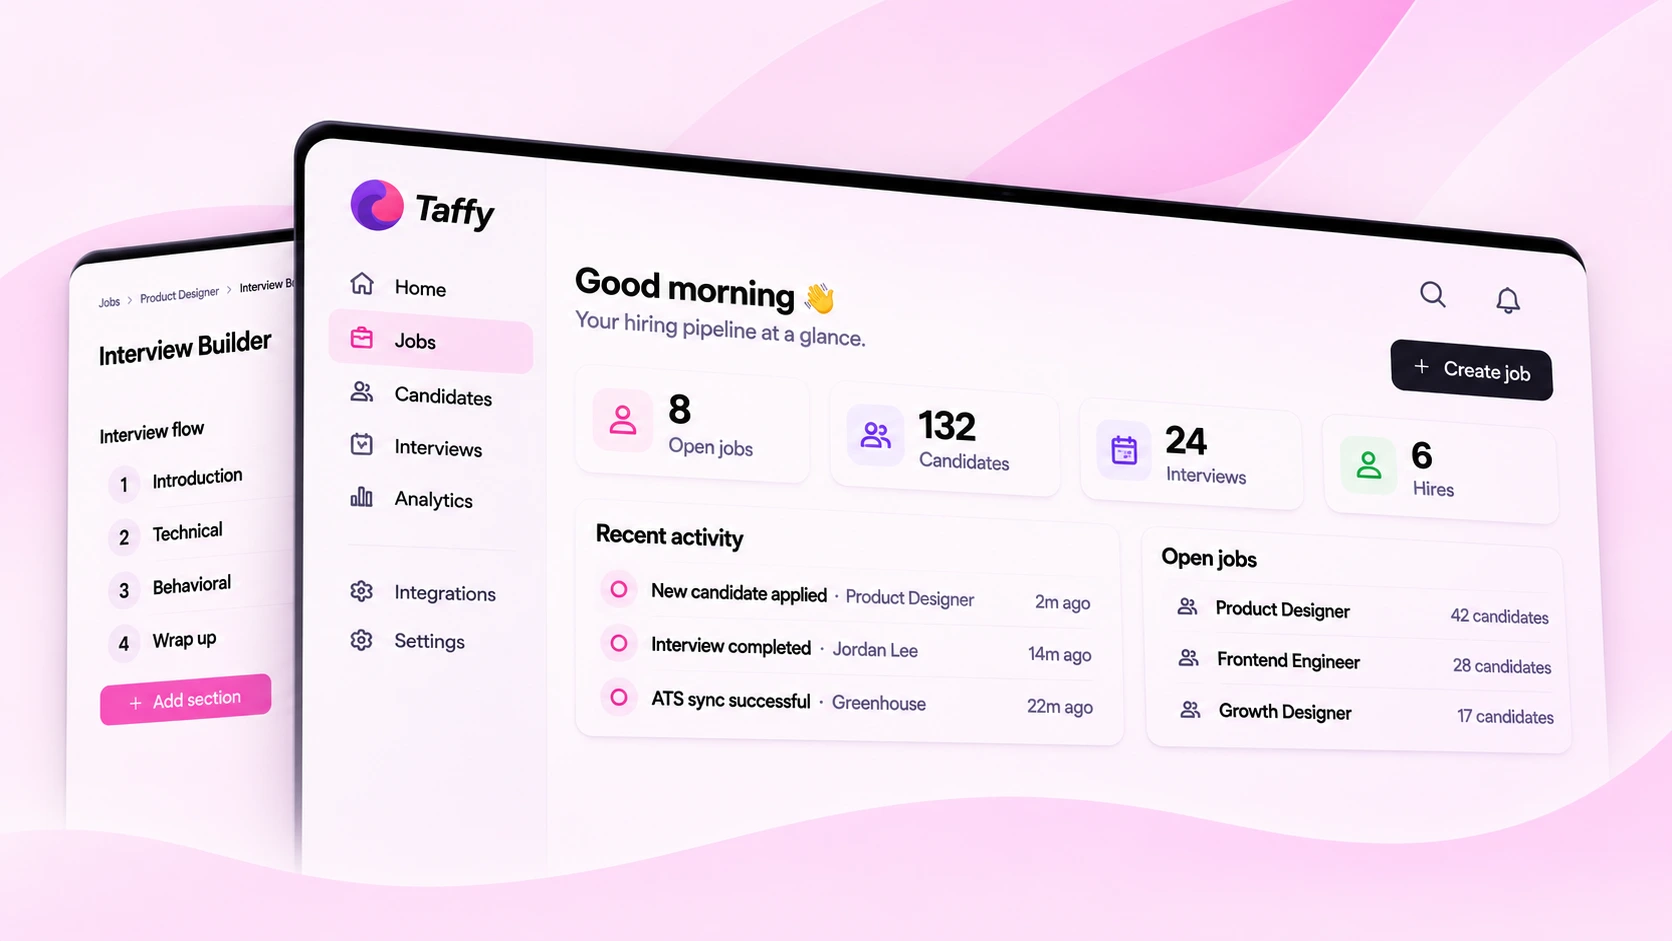 Jobs > Product Designer > Interview
Interview Builder
Interview flow
1 Introduction
2 Technical
3 Behavioral
4 Wrap up
+ Add section
Taffy
Home
Jobs
Candidates
Interviews
Analytics
Integrations
Settings
Good morning 👋
Your hiring pipeline at a glance.
+ Create job
8
Open jobs
132
Candidates
24
Interviews
6
Hires
Recent activity
New candidate applied · Product Designer 2m ago
Interview completed · Jordan Lee 14m ago
ATS sync successful · Greenhouse 22m ago
Open jobs
Product Designer 42 candidates
Frontend Engineer 28 candidates
Growth Designer 17 candidates